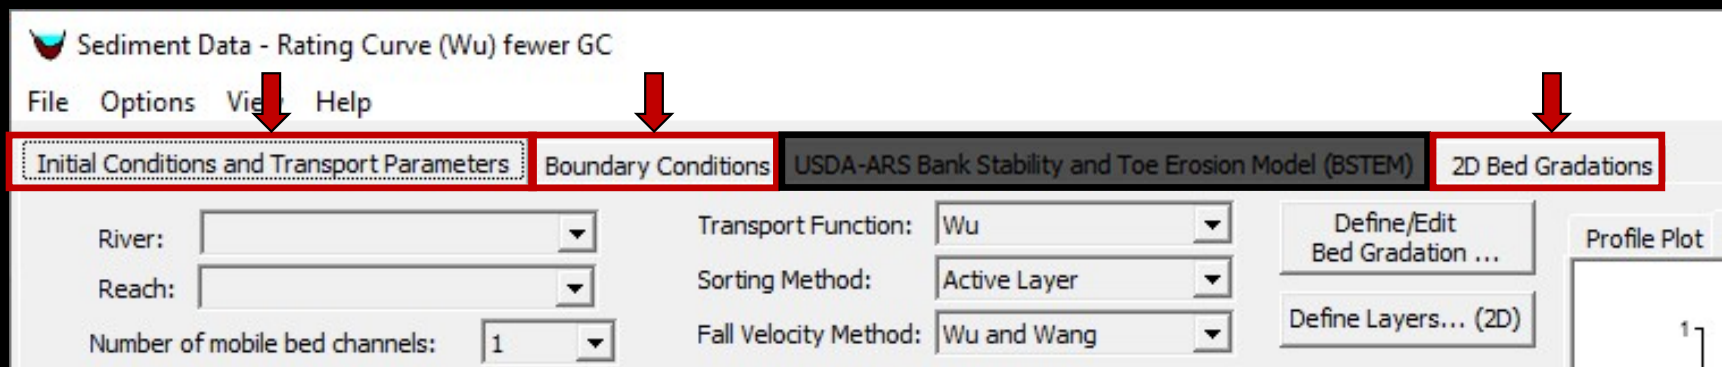 Sediment Data - Rating Curve (Wu) fewer GC
File Options View Help
Initial Conditions and Transport Parameters Boundary Conditions USDA-ARS Bank Stability and Toe Erosion Model (BSTEM) 2D Bed Gradations
River:
Reach:
Number of mobile bed channels: 1
Transport Function: Wu
Sorting Method: Active Layer
Fall Velocity Method: Wu and Wang
Define/Edit
Bed Gradation ...
Define Layers... (2D)
Profile Plot
1